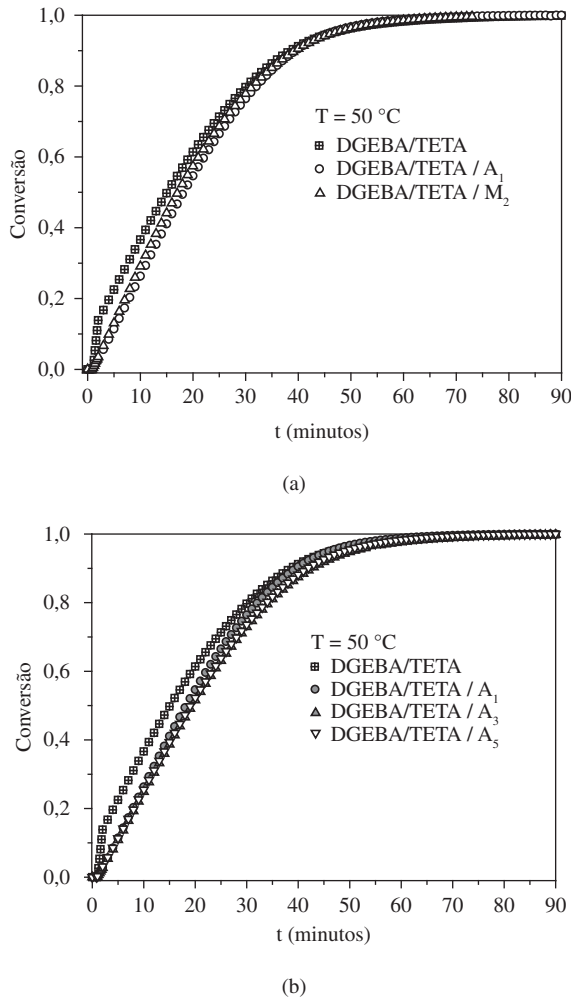 1,0
0,8
0,6
0,4
0,2
0,0
Conversão
T = 50 °C
DGEBA/TETA
DGEBA/TETA / A₁
DGEBA/TETA / M₂
0 10 20 30 40 50 60 70 80 90
t (minutos)
(a)
1,0
0,8
0,6
0,4
0,2
0,0
Conversão
T = 50 °C
DGEBA/TETA
DGEBA/TETA / A₁
DGEBA/TETA / A₃
DGEBA/TETA / A₅
0 10 20 30 40 50 60 70 80 90
t (minutos)
(b)